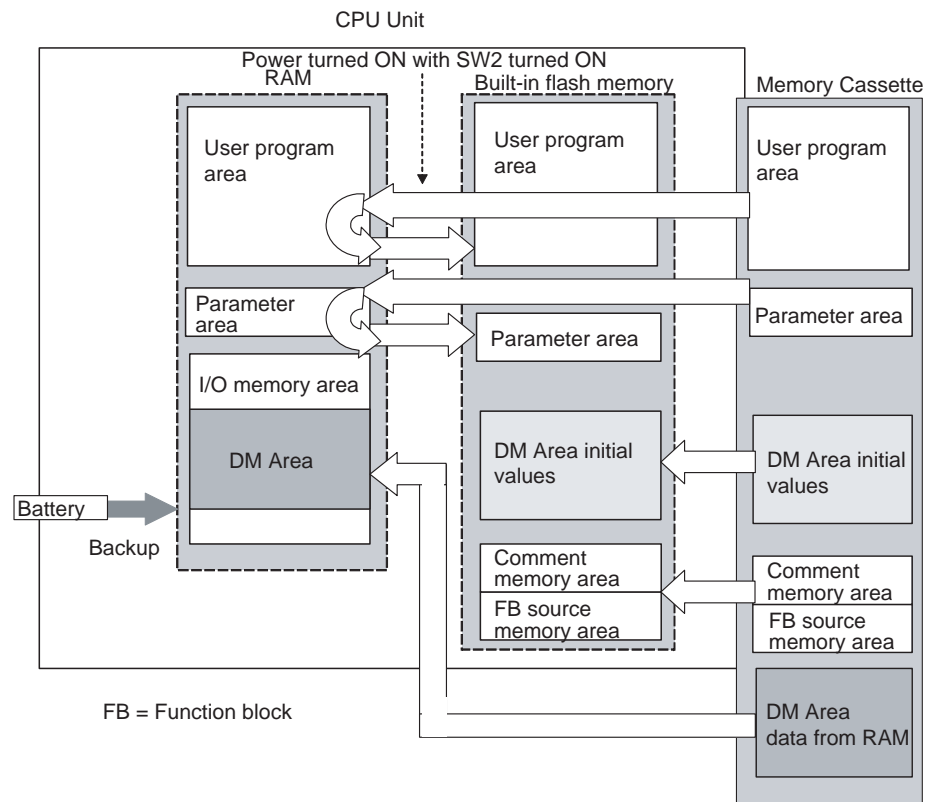 CPU Unit
Power turned ON with SW2 turned ON
RAM
Built-in flash memory
Memory Cassette
User program
area
User program
area
User program
area
Parameter
area
Parameter area
Parameter area
I/O memory area
DM Area
DM Area initial
values
DM Area initial
values
Battery
Backup
Comment
memory area
FB source
memory area
Comment
memory area
FB source
memory area
FB = Function block
DM Area
data from RAM